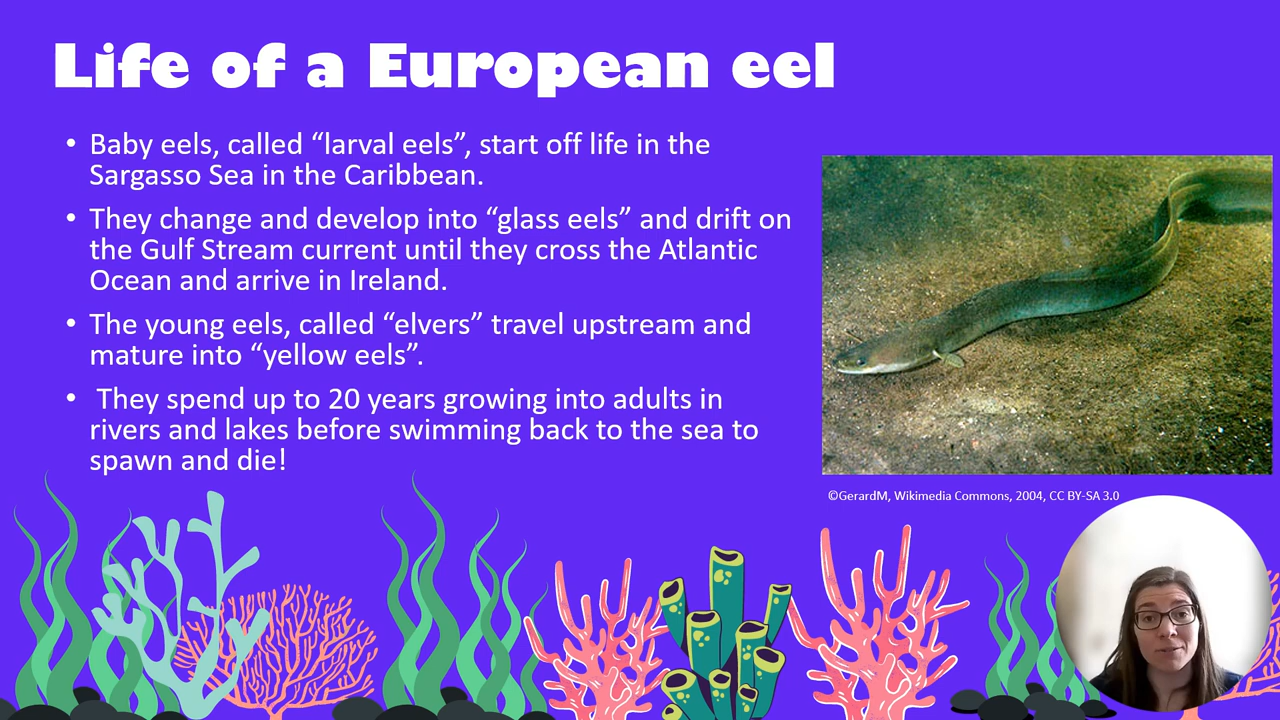 Life of a European eel
• Baby eels, called “larval eels”, start off life in the
Sargasso Sea in the Caribbean.
• They change and develop into “glass eels” and drift on
the Gulf Stream current until they cross the Atlantic
Ocean and arrive in Ireland.
• The young eels, called “elvers” travel upstream and
mature into “yellow eels”.
• They spend up to 20 years growing into adults in
rivers and lakes before swimming back to the sea to
spawn and die!
©GerardM, Wikimedia Commons, 2004, CC BY-SA 3.0